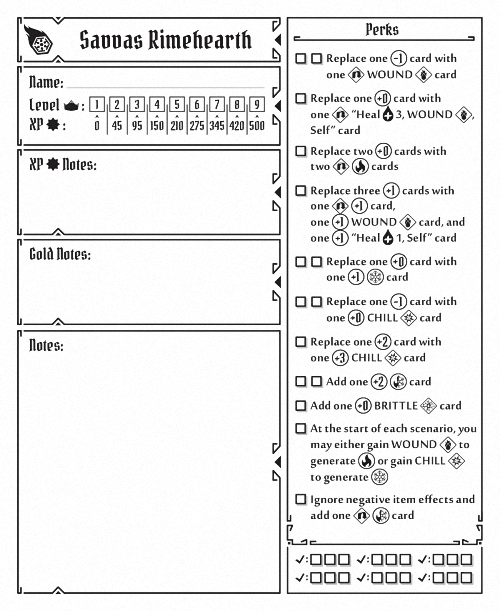 Savvas Rimehearth
Name:
Level : 1 2 3 4 5 6 7 8 9
XP : 0 45 95 150 210 275 345 420 500
XP Notes:
Gold Notes:
Notes:
Perks
Replace one -1 card with
one WOUND card
Replace one +0 card with
one "Heal 3, WOUND ,
Self" card
Replace two +0 cards with
two cards
Replace three +1 cards with
one +1 card,
one +1 WOUND card, and
one +1 "Heal 1, Self" card
Replace one +0 card with
one +1 card
Replace one -1 card with
one +0 CHILL card
Replace one +2 card with
one +3 CHILL card
Add one +2 card
Add one +0 BRITTLE card
At the start of each scenario, you
may either gain WOUND to
generate or gain CHILL
to generate
Ignore negative item effects and
add one card
: : :
: : :